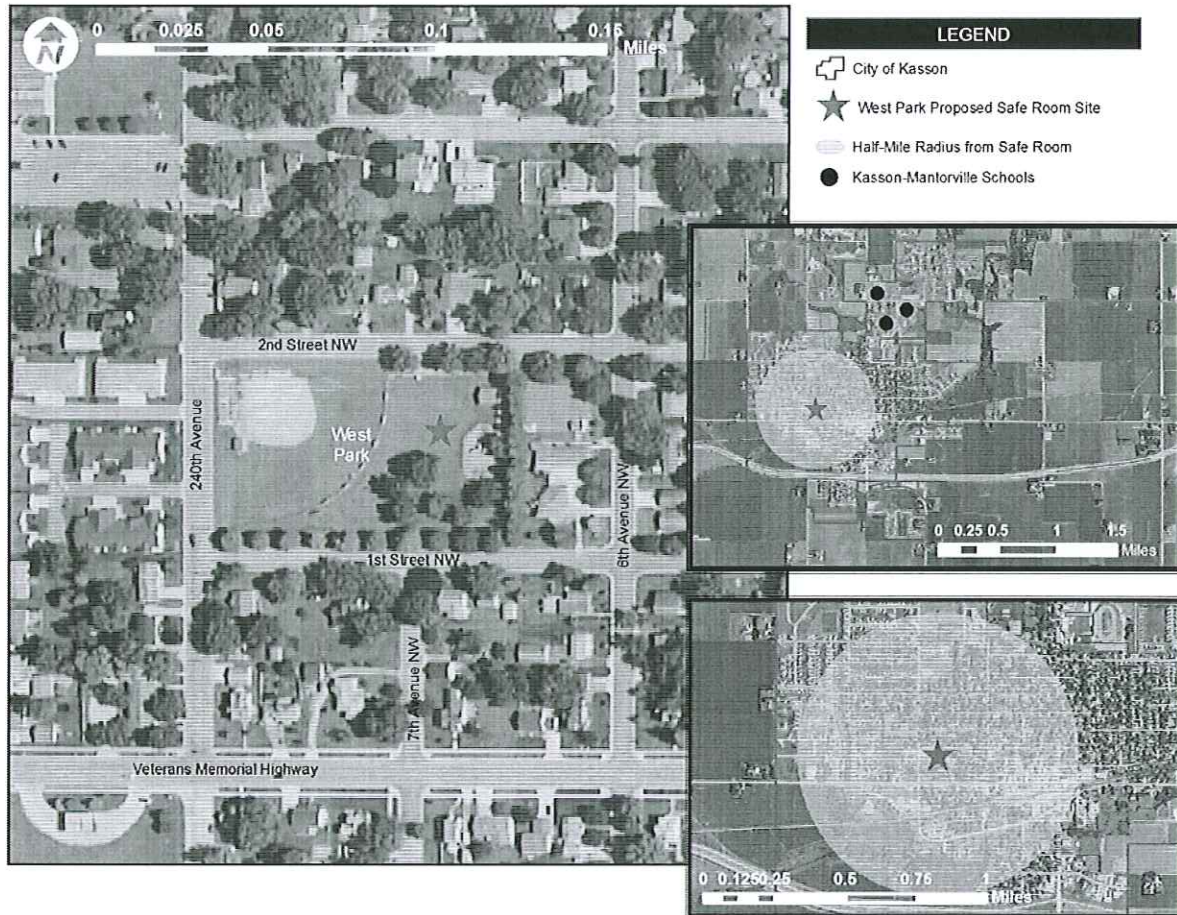 N
0 0.025 0.05 0.1 0.15
Miles
2nd Street NW
240th Avenue
West
Park
6th Avenue NW
1st Street NW
7th Avenue NW
Veterans Memorial Highway
LEGEND
City of Kasson
West Park Proposed Safe Room Site
Half-Mile Radius from Safe Room
Kasson-Mantorville Schools
0 0.25 0.5 1 1.5
Miles
0 0.125 0.25 0.5 0.75 1
Miles